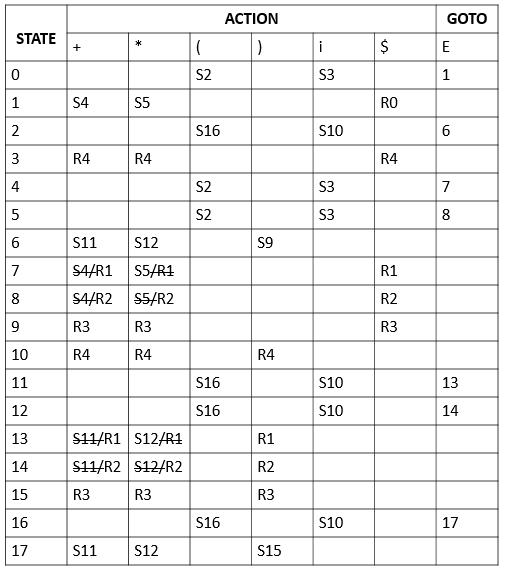 STATE ACTION GOTO
+ * ( ) i $ E
0 S2 S3 1
1 S4 S5 R0
2 S16 S10 6
3 R4 R4 R4
4 S2 S3 7
5 S2 S3 8
6 S11 S12 S9
7 S4/R1 S5/R1 R1
8 S4/R2 S5/R2 R2
9 R3 R3 R3
10 R4 R4 R4
11 S16 S10 13
12 S16 S10 14
13 S11/R1 S12/R1 R1
14 S11/R2 S12/R2 R2
15 R3 R3 R3
16 S16 S10 17
17 S11 S12 S15